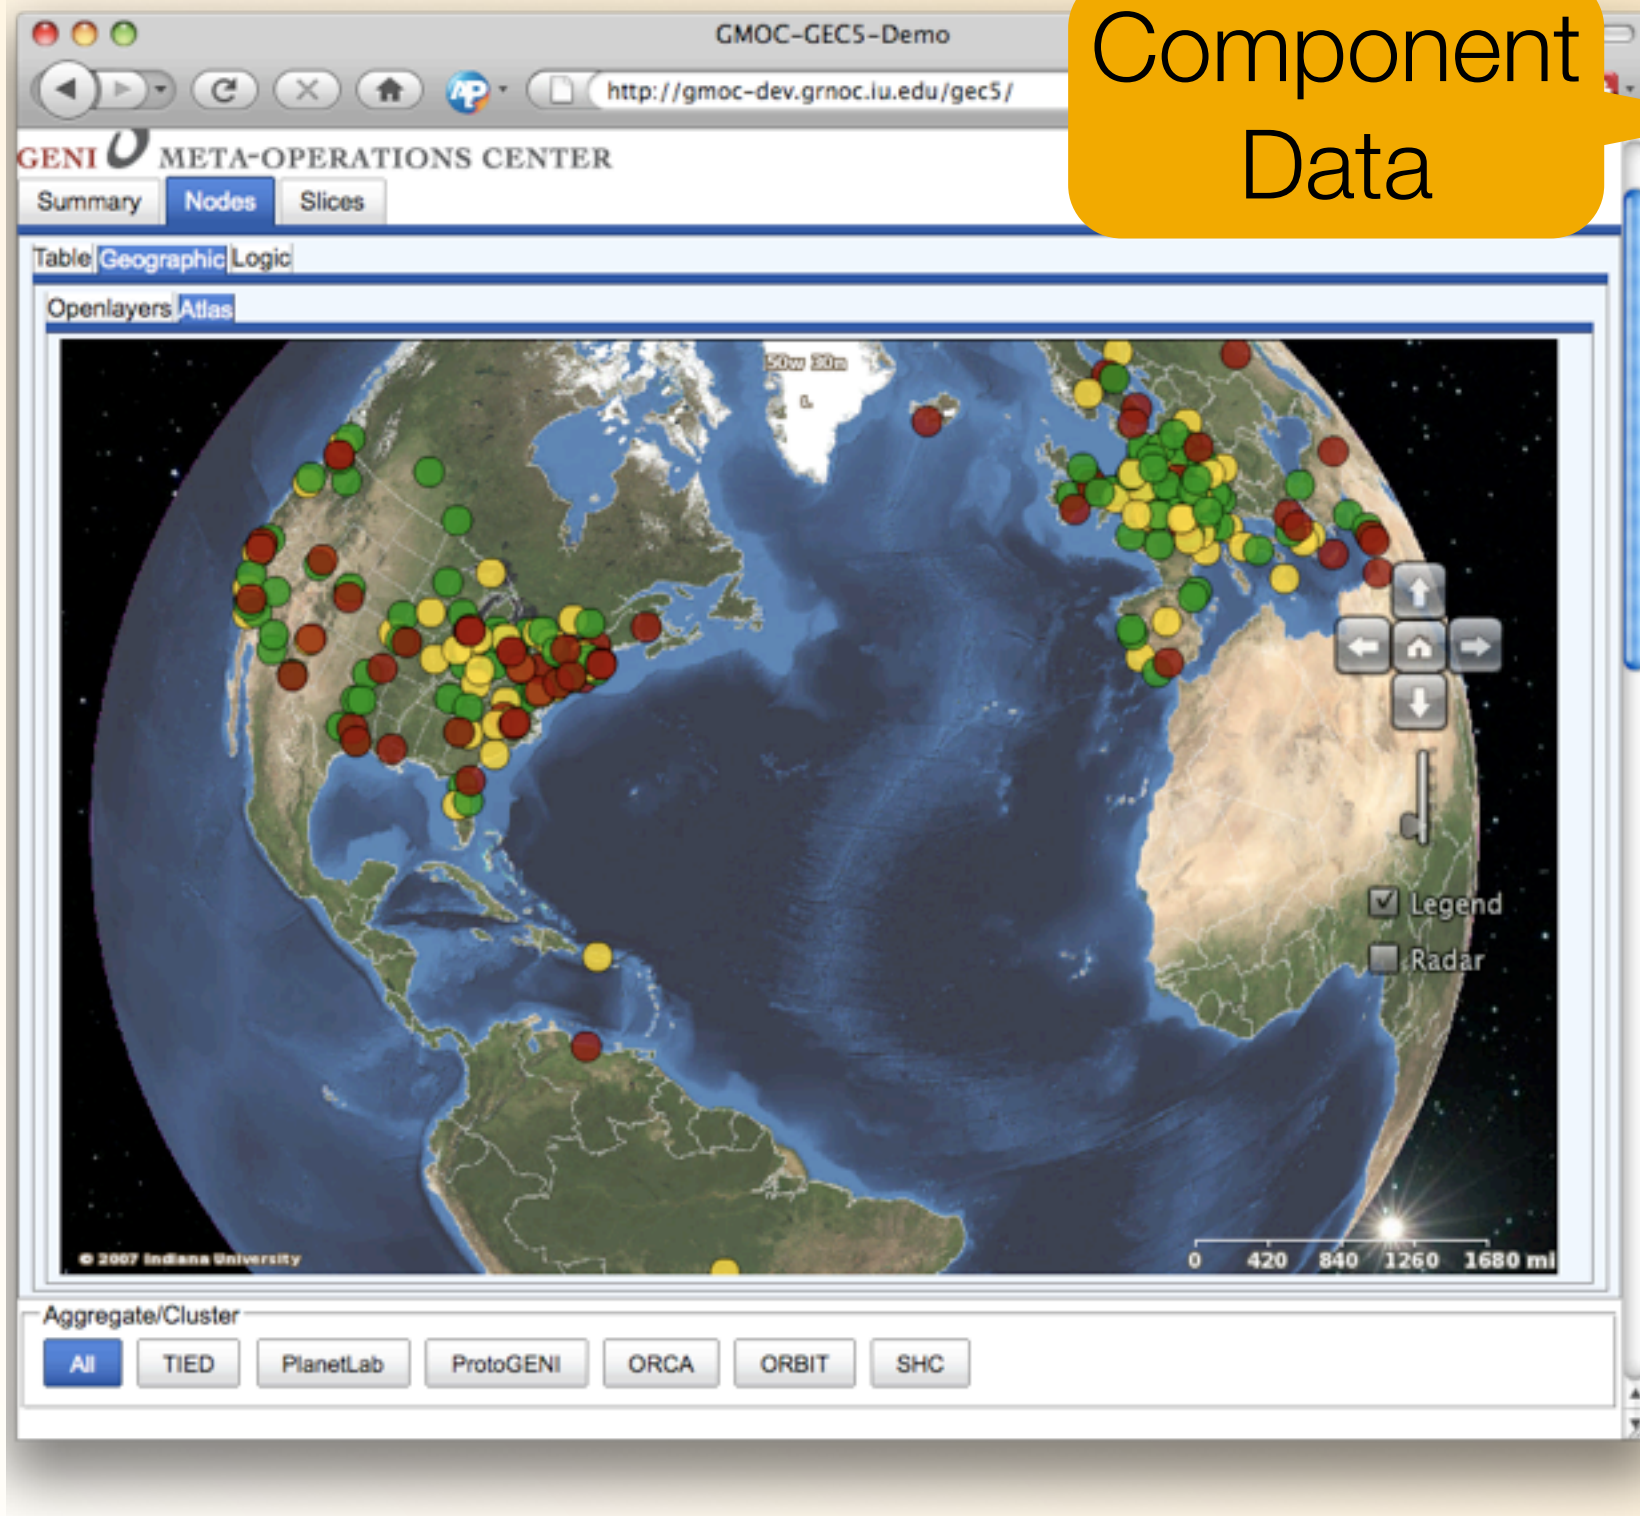 GMOC-GEC5-Demo
Component
Data
http://gmoc-dev.grnoc.iu.edu/gec5/
GENI META-OPERATIONS CENTER
Summary Nodes Slices
Table Geographic Logic
Openlayers Atlas
50w 30m
Legend
Radar
© 2007 Indiana University
0 420 840 1260 1680 mi
Aggregate/Cluster
All TIED PlanetLab ProtoGENI ORCA ORBIT SHC